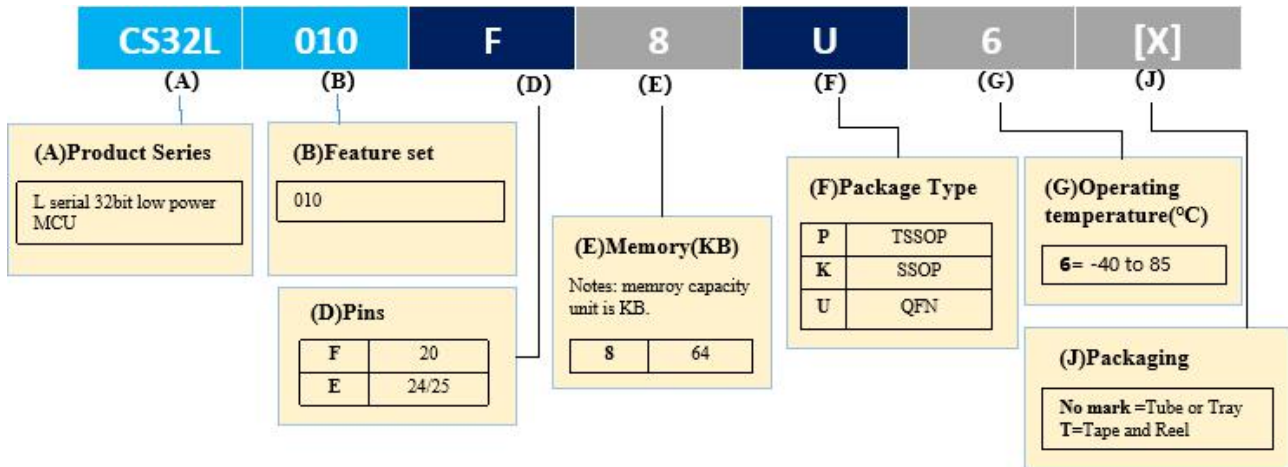 CS32L 010 F 8 U 6 [X]
(A) (B) (D) (E) (F) (G) (J)
(A)Product Series
L serial 32bit low power
MCU
(B)Feature set
010
(D)Pins
F 20
E 24/25
(E)Memory(KB)
Notes: memroy capacity
unit is KB.
8 64
(F)Package Type
P TSSOP
K SSOP
U QFN
(G)Operating
temperature(℃)
6= -40 to 85
(J)Packaging
No mark =Tube or Tray
T=Tape and Reel